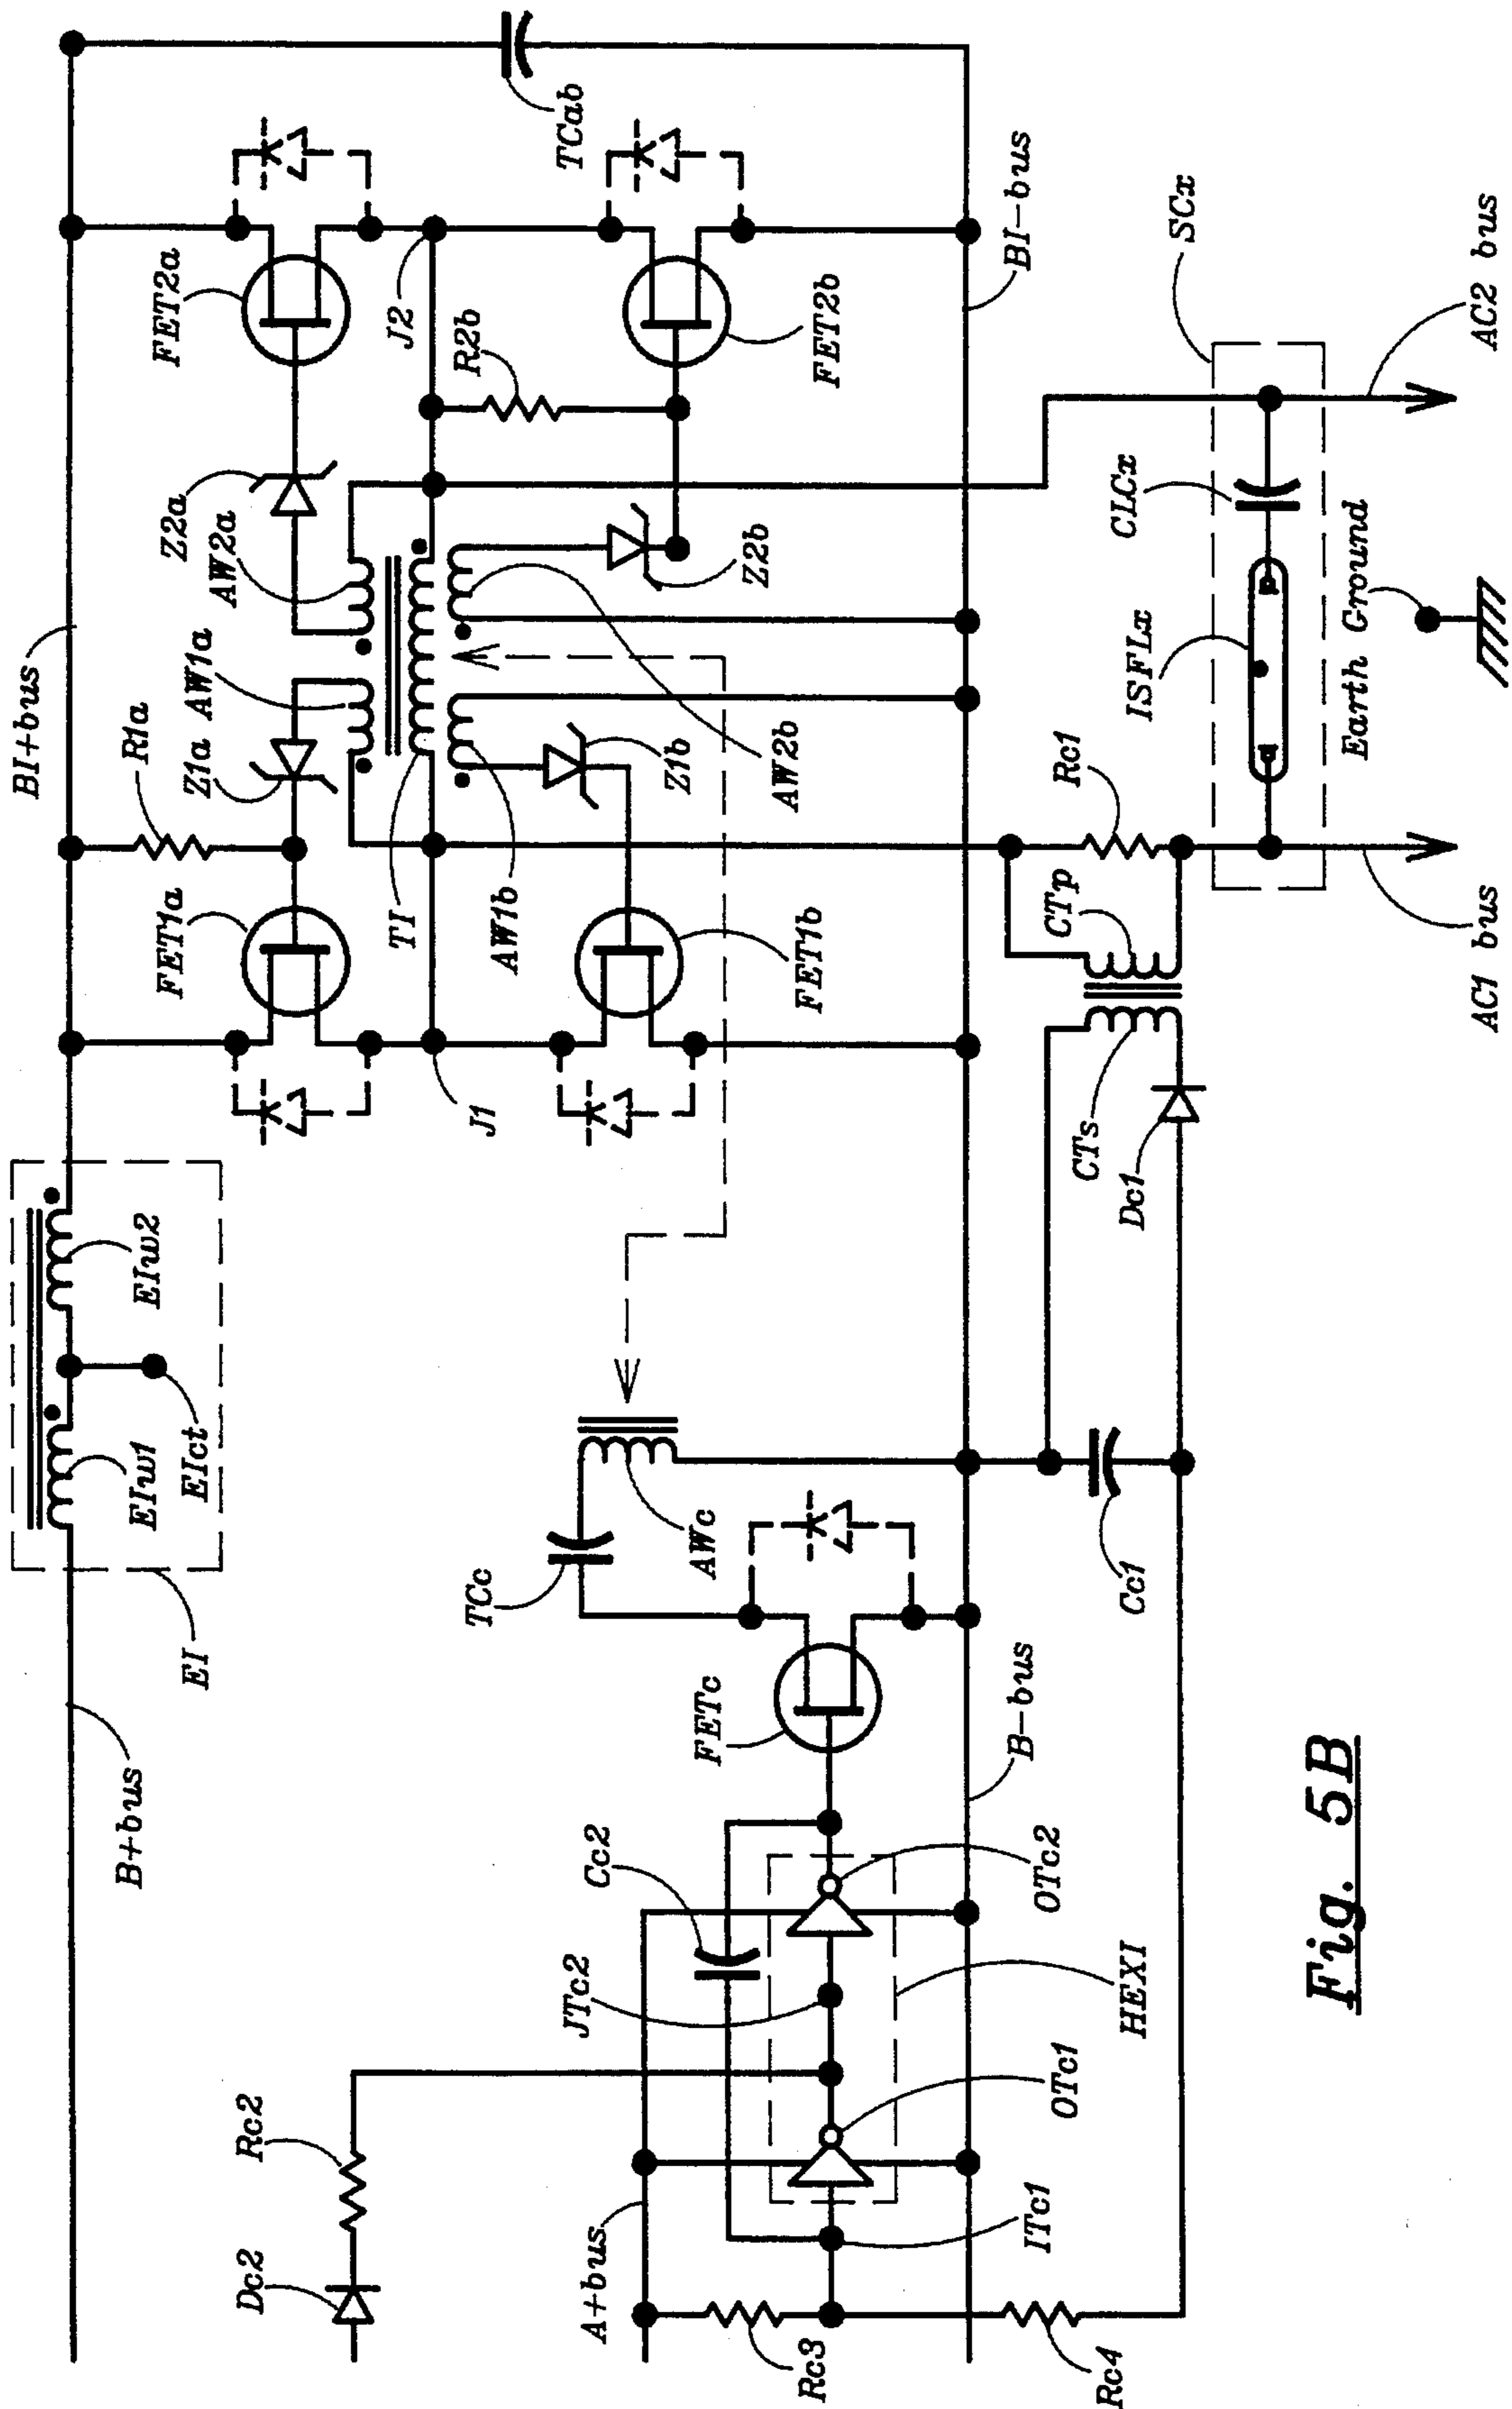 BI+bus
EIw2
EIw1
EIct
EI
B+bus
FET2a
J2
R2b
FET2b
TCab
BI-bus
SCx
AC2 bus
Z2a
AW2a
Z2b
CLCx
AW1a
Z1a
R1a
ISFLx
Earth Ground
AW2b
Z1b
Rc1
FET1a
TI
AW1b
FET1b
CTp
AC1 bus
J1
CTs
Dc1
TCc
AWc
Cc1
FETc
B-bus
Cc2
OTc2
JTc2
HEXI
Rc2
OTc1
A+bus
Dc2
ITc1
Rc3
Rc4
Fig. 5B